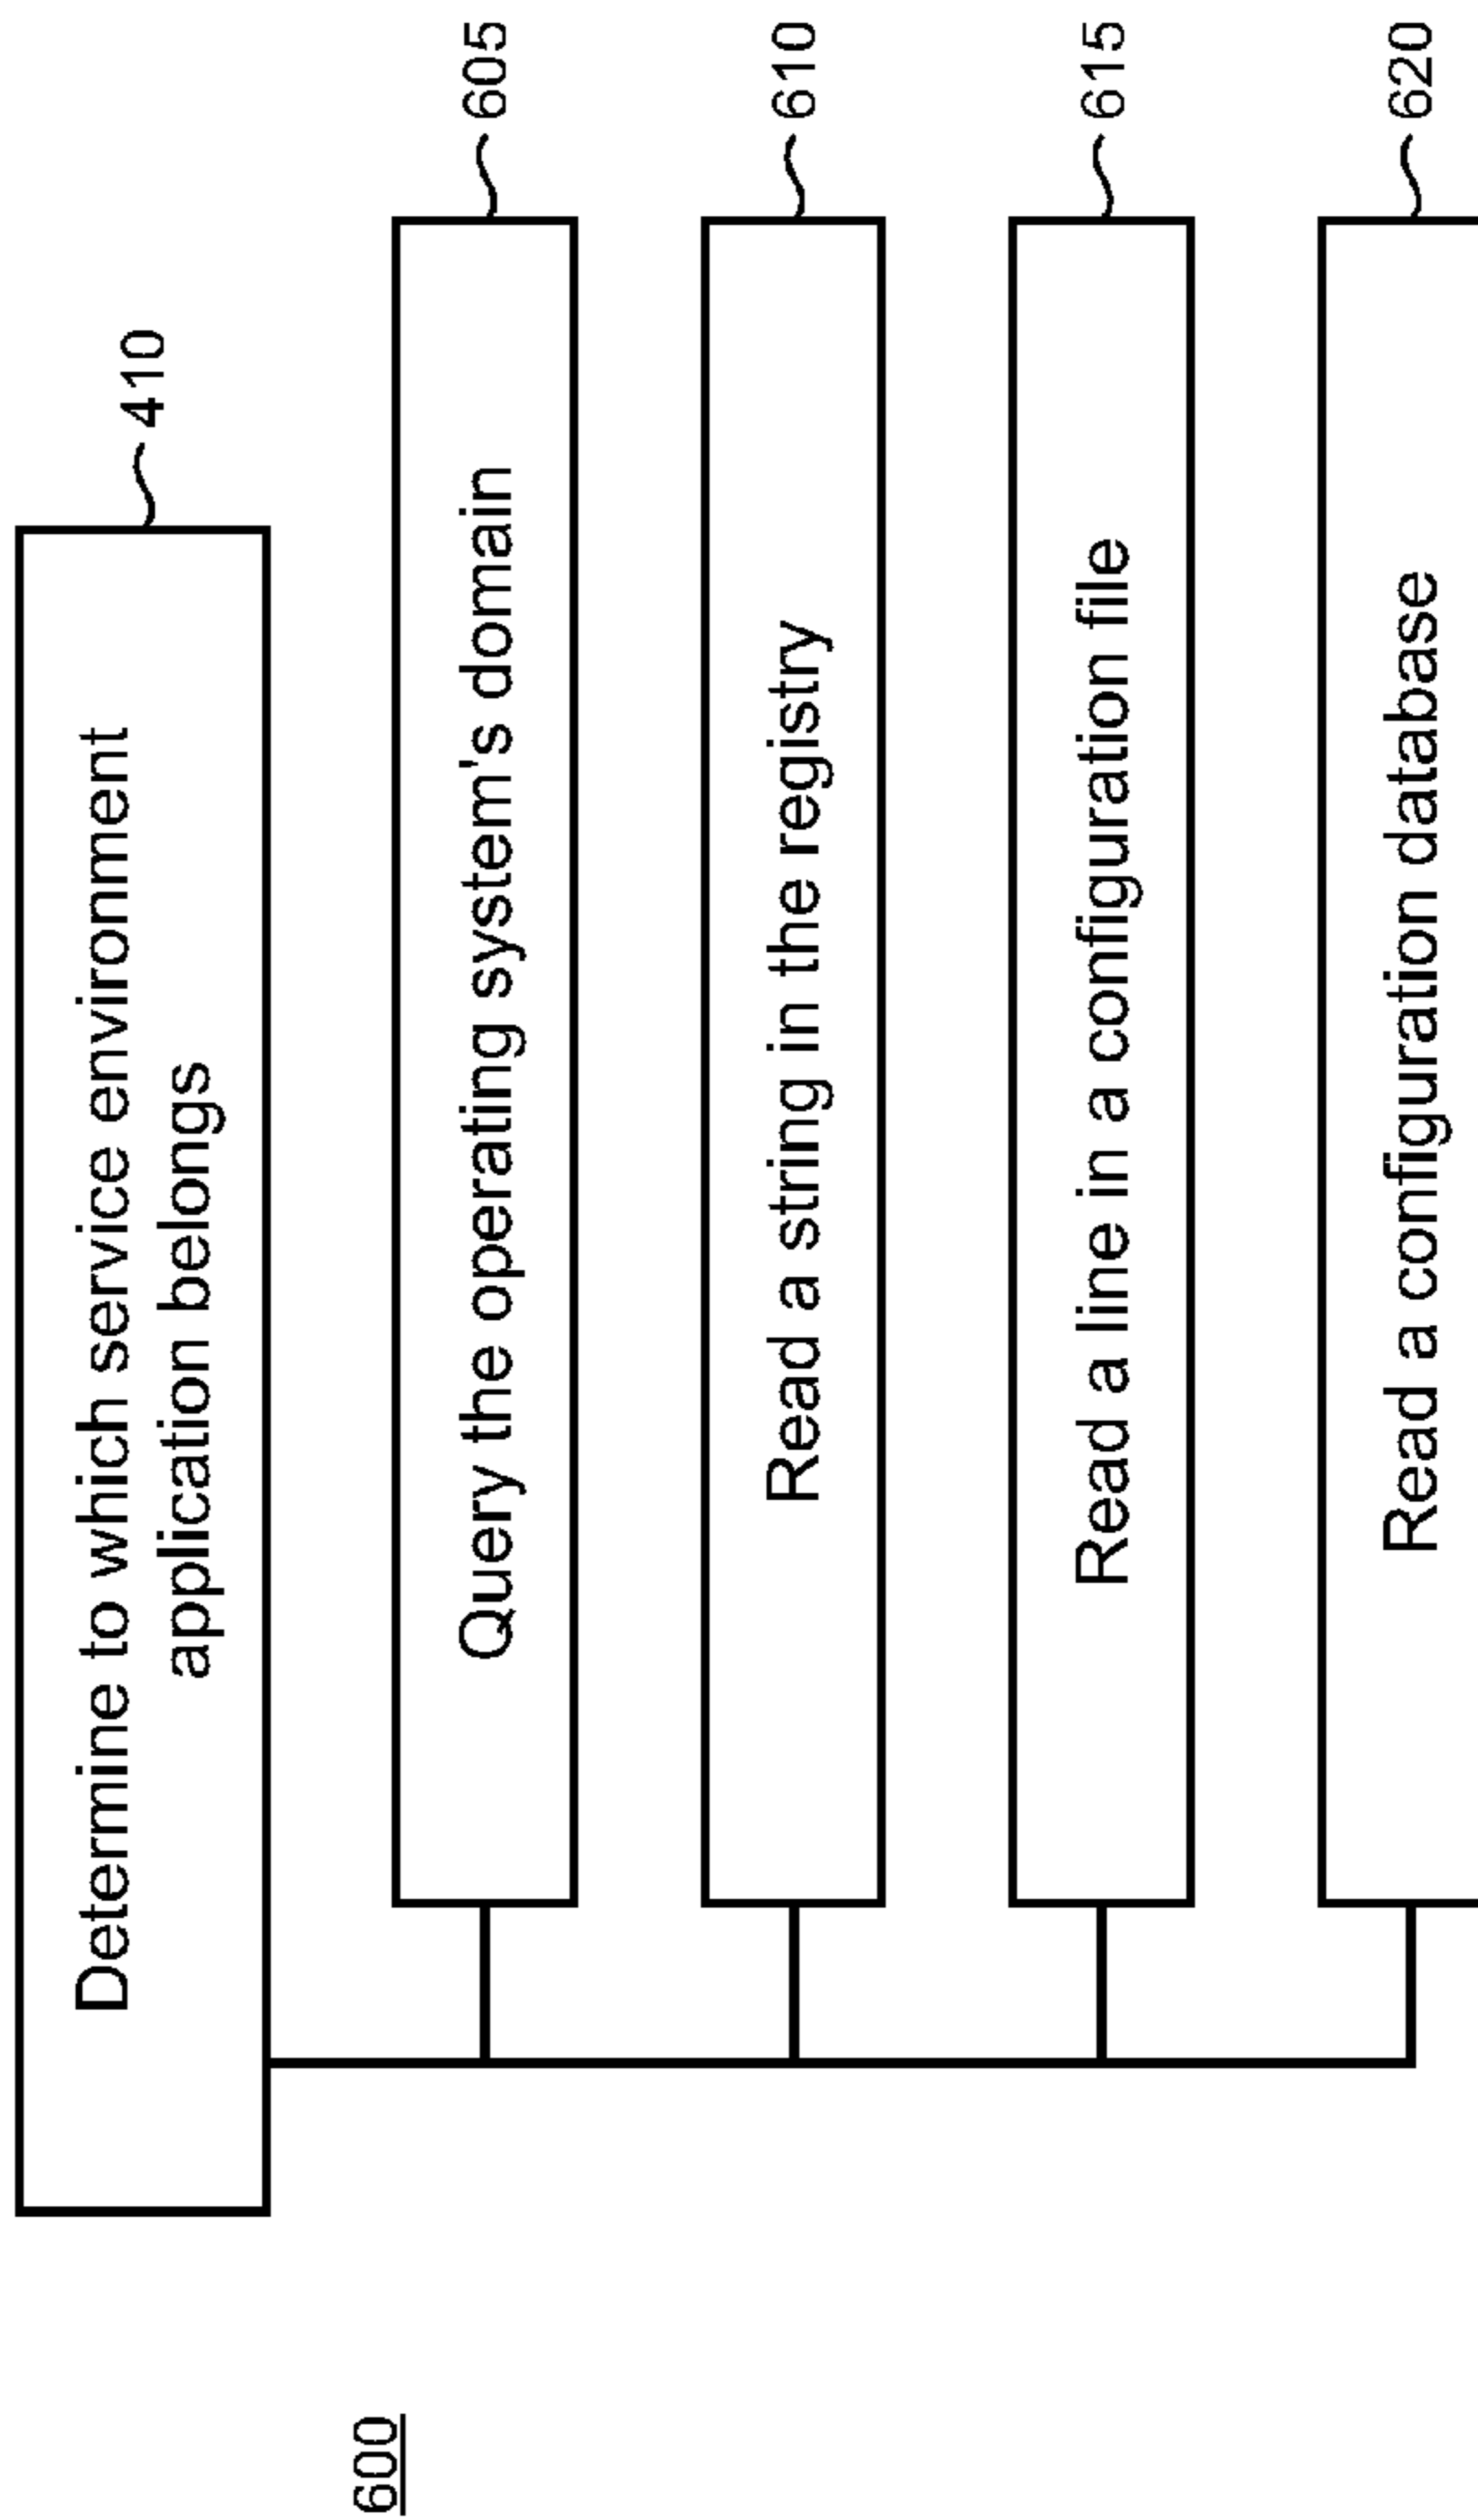 Determine to which service environment
application belongs
410
Query the operating system's domain
605
Read a string in the registry
610
Read a line in a configuration file
615
Read a configuration database
620
600